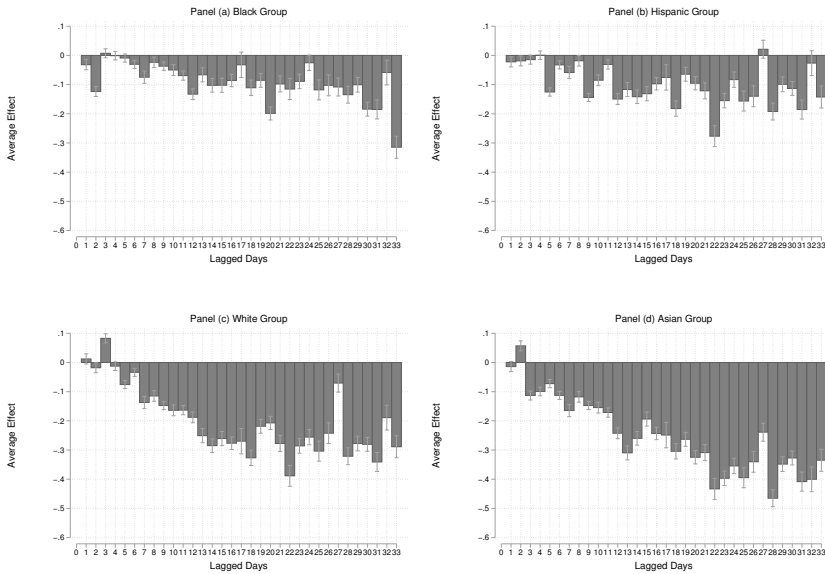 Panel (a) Black Group
.1
0
-.1
-.2
-.3
-.4
-.5
-.6
Average Effect
0 1 2 3 4 5 6 7 8 9 10 11 12 13 14 15 16 17 18 19 20 21 22 23 24 25 26 27 28 29 30 31 32 33
Lagged Days
Panel (b) Hispanic Group
.1
0
-.1
-.2
-.3
-.4
-.5
-.6
Average Effect
0 1 2 3 4 5 6 7 8 9 10 11 12 13 14 15 16 17 18 19 20 21 22 23 24 25 26 27 28 29 30 31 32 33
Lagged Days
Panel (c) White Group
.1
0
-.1
-.2
-.3
-.4
-.5
-.6
Average Effect
0 1 2 3 4 5 6 7 8 9 10 11 12 13 14 15 16 17 18 19 20 21 22 23 24 25 26 27 28 29 30 31 32 33
Lagged Days
Panel (d) Asian Group
.1
0
-.1
-.2
-.3
-.4
-.5
-.6
Average Effect
0 1 2 3 4 5 6 7 8 9 10 11 12 13 14 15 16 17 18 19 20 21 22 23 24 25 26 27 28 29 30 31 32 33
Lagged Days